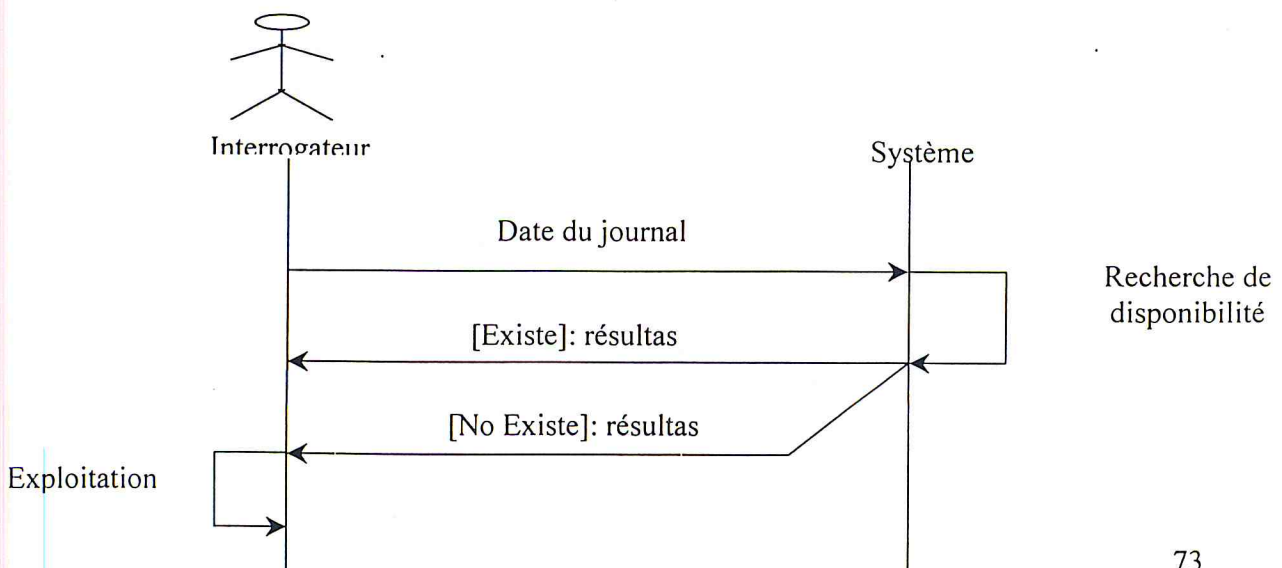 Interrogateur
Système
Date du journal
Recherche de
disponibilité
[Existe]: résultas
[No Existe]: résultas
Exploitation
73